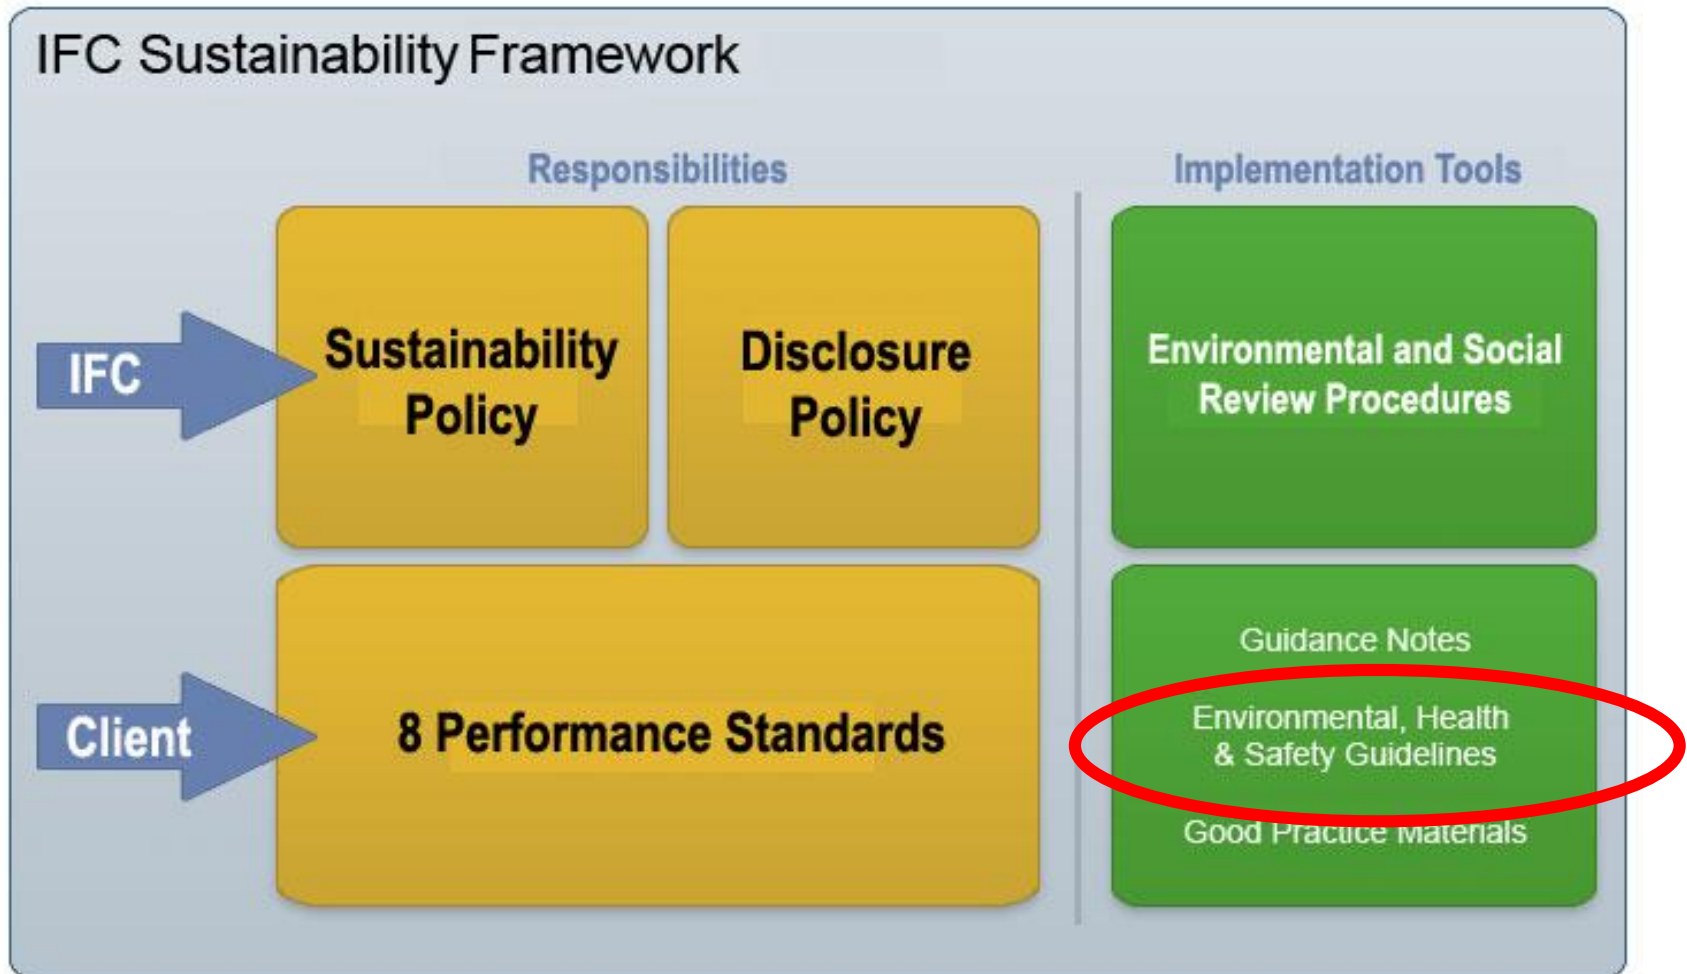 IFC Sustainability Framework
Responsibilities
Implementation Tools
IFC
Sustainability
Policy
Disclosure
Policy
Environmental and Social
Review Procedures
Client
8 Performance Standards
Guidance Notes
Environmental, Health
& Safety Guidelines
Good Practice Materials